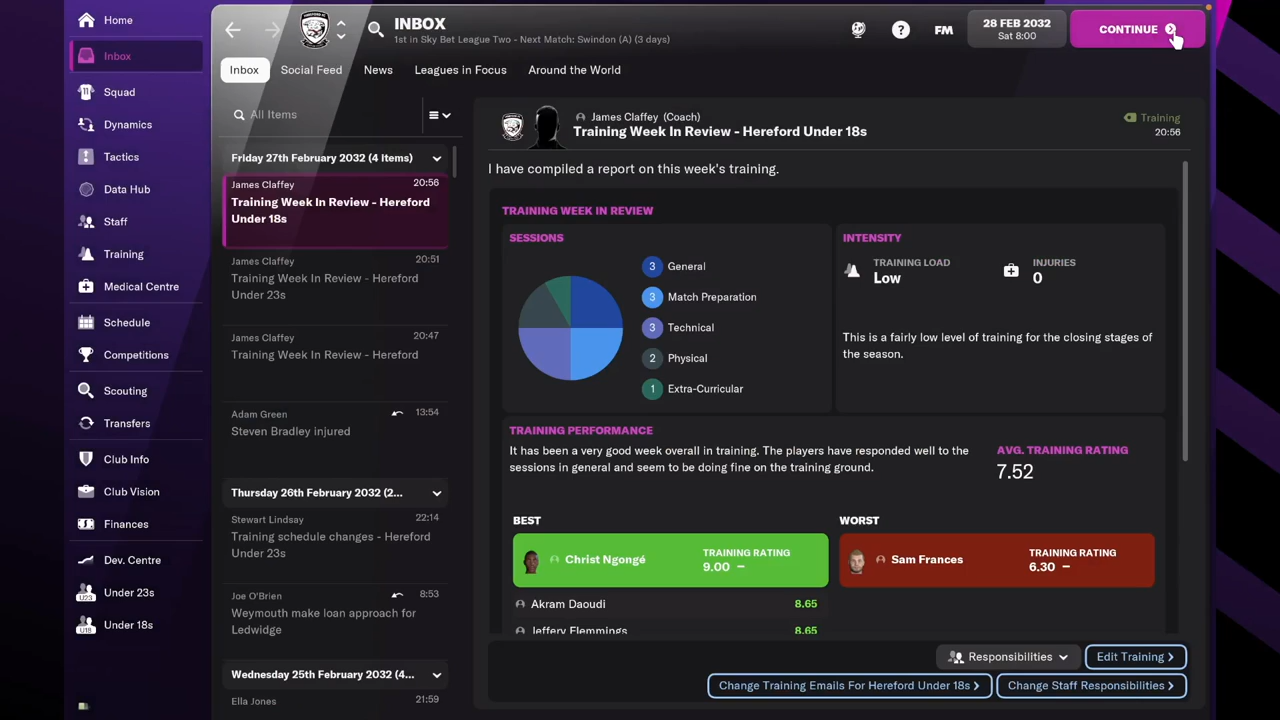 Home
Inbox
Squad
Dynamics
Tactics
Data Hub
Staff
Training
Medical Centre
Schedule
Competitions
Scouting
Transfers
Club Info
Club Vision
Finances
Dev. Centre
U23
Under 23s
U18
Under 18s
INBOX
1st in Sky Bet League Two - Next Match: Swindon (A) (3 days)
FM
28 FEB 2032
Sat 8:00
CONTINUE
Inbox
Social Feed
News
Leagues in Focus
Around the World
All Items
Friday 27th February 2032 (4 Items)
James Claffey
20:56
Training Week In Review - Hereford
Under 18s
James Claffey
20:51
Training Week In Review - Hereford
Under 23s
James Claffey
20:47
Training Week In Review - Hereford
Adam Green
13:54
Steven Bradley injured
Thursday 26th February 2032 (2...
Stewart Lindsay
22:14
Training schedule changes - Hereford
Under 23s
Joe O'Brien
8:53
Weymouth make loan approach for
Ledwidge
Wednesday 25th February 2032 (4...
Ella Jones
21:59
James Claffey (Coach)
Training Week In Review - Hereford Under 18s
Training
20:56
I have compiled a report on this week's training.
TRAINING WEEK IN REVIEW
SESSIONS
3 General
3 Match Preparation
3 Technical
2 Physical
1 Extra-Curricular
INTENSITY
TRAINING LOAD
Low
INJURIES
0
This is a fairly low level of training for the closing stages of
the season.
TRAINING PERFORMANCE
It has been a very good week overall in training. The players have responded well to the
sessions in general and seem to be doing fine on the training ground.
AVG. TRAINING RATING
7.52
BEST
Christ Ngongé
TRAINING RATING
9.00 –
Akram Daoudi 8.65
Jeffery Flemmings 8.65
WORST
Sam Frances
TRAINING RATING
6.30 –
Responsibilities
Edit Training
Change Training Emails For Hereford Under 18s
Change Staff Responsibilities